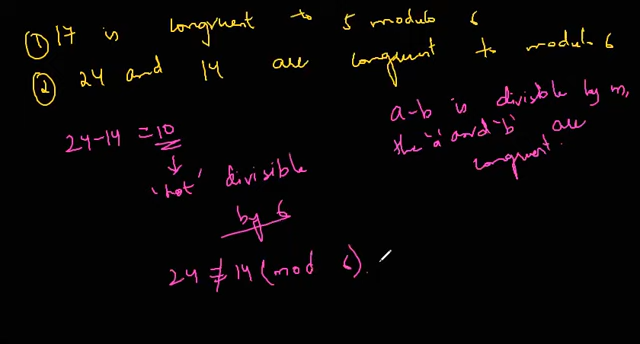 ① 17 is congruent to 5 modulo 6
② 24 and 14 are congruent to modulo 6
24-14 = 10
'not' divisible
by 6
24 ≢ 14 (mod 6).
a-b is divisible by m,
the 'a' and 'b' are
congruent.